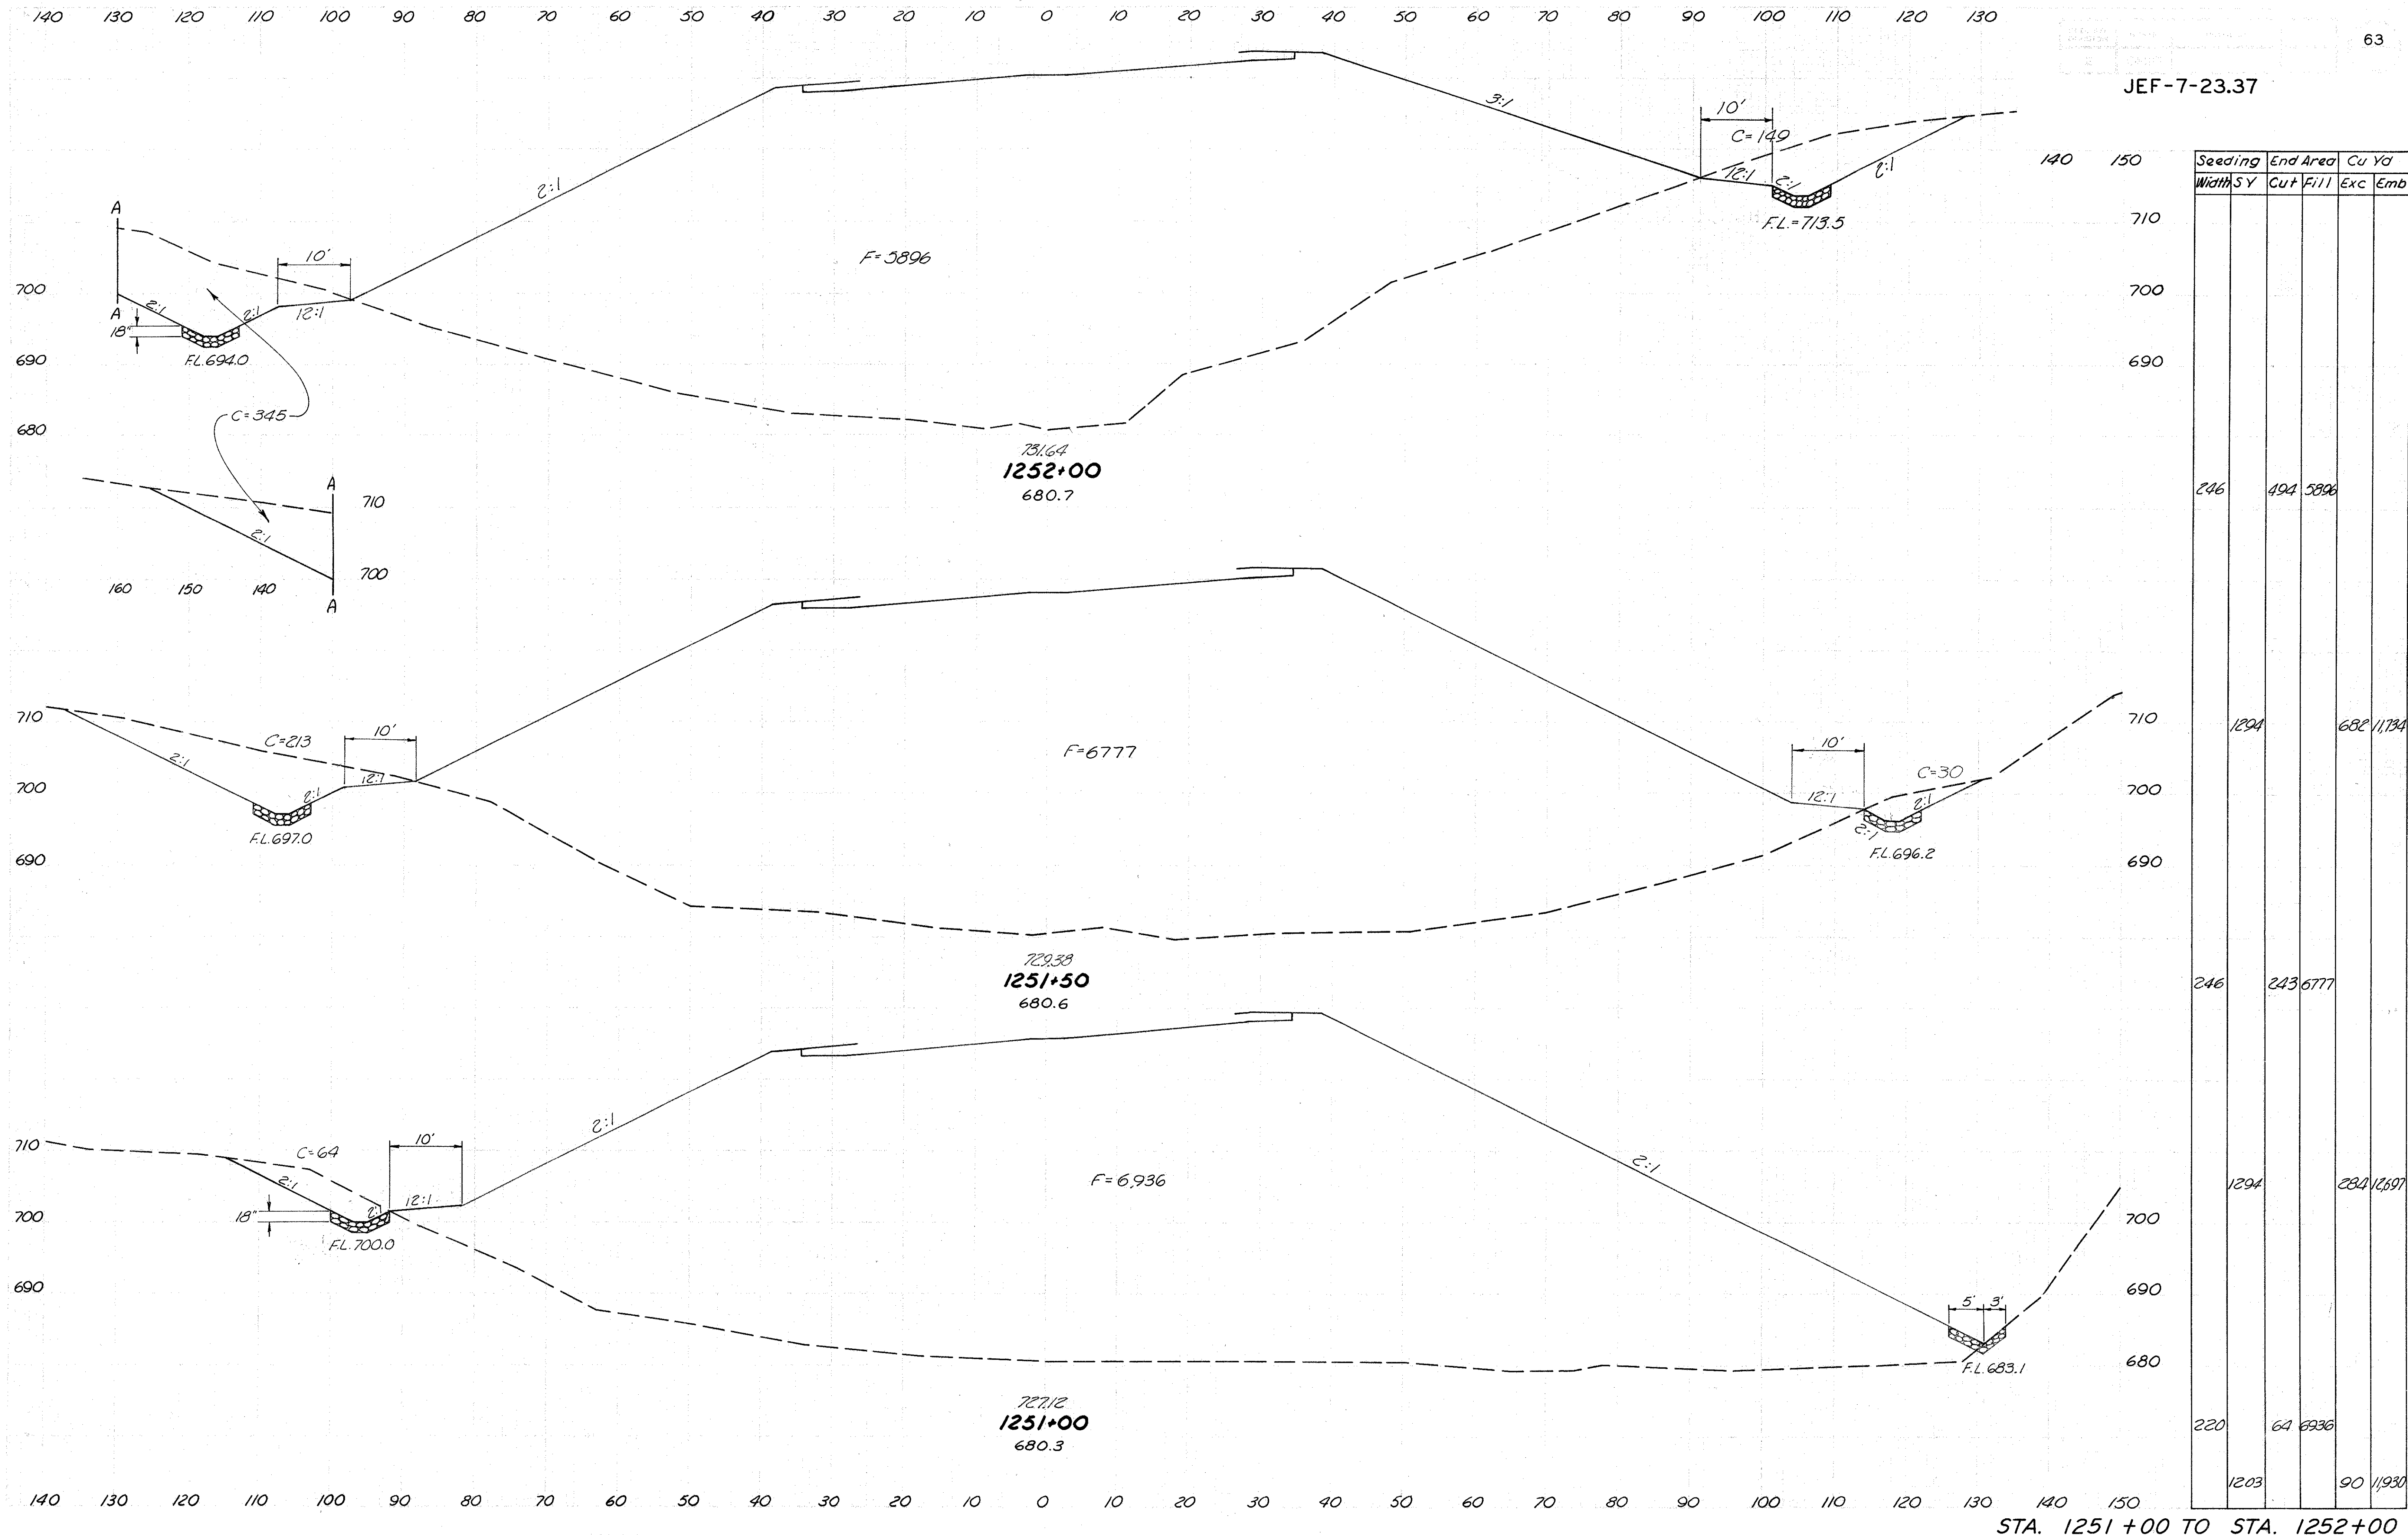 140 130 120 110 100 90 80 70 60 50 40 30 20 10 0 10 20 30 40 50 60 70 80 90 100 110 120 130
63
JEF-7-23.37
140 150
Seeding End Area Cu Yd
Width SY Cut Fill Exc Emb
3:1
10'
C=149
12:1
2:1
2:1
F.L.=713.5
2:1
F=5896
A
10'
2:1
2:1
12:1
A
18"
F.L.694.0
C=345
700
690
680
710
700
690
731.64
1252+00
680.7
246 494 5896
A
710
2:1
700
160 150 140
A
1294 682 11,734
710
700
690
C=213
10'
2:1
2:1
12:1
F.L.697.0
F=6777
10'
C=30
12:1
2:1
2:1
F.L.696.2
710
700
690
729.38
1251+50
680.6
246 243 6777
1294 284 12,697
710
700
690
C=64
10'
2:1
2:1
12:1
18"
F.L.700.0
2:1
F=6,936
2:1
5' 3'
F.L.683.1
700
690
680
727.12
1251+00
680.3
220 64 6936
1203 90 11,930
140 130 120 110 100 90 80 70 60 50 40 30 20 10 0 10 20 30 40 50 60 70 80 90 100 110 120 130 140 150
STA. 1251+00 TO STA. 1252+00